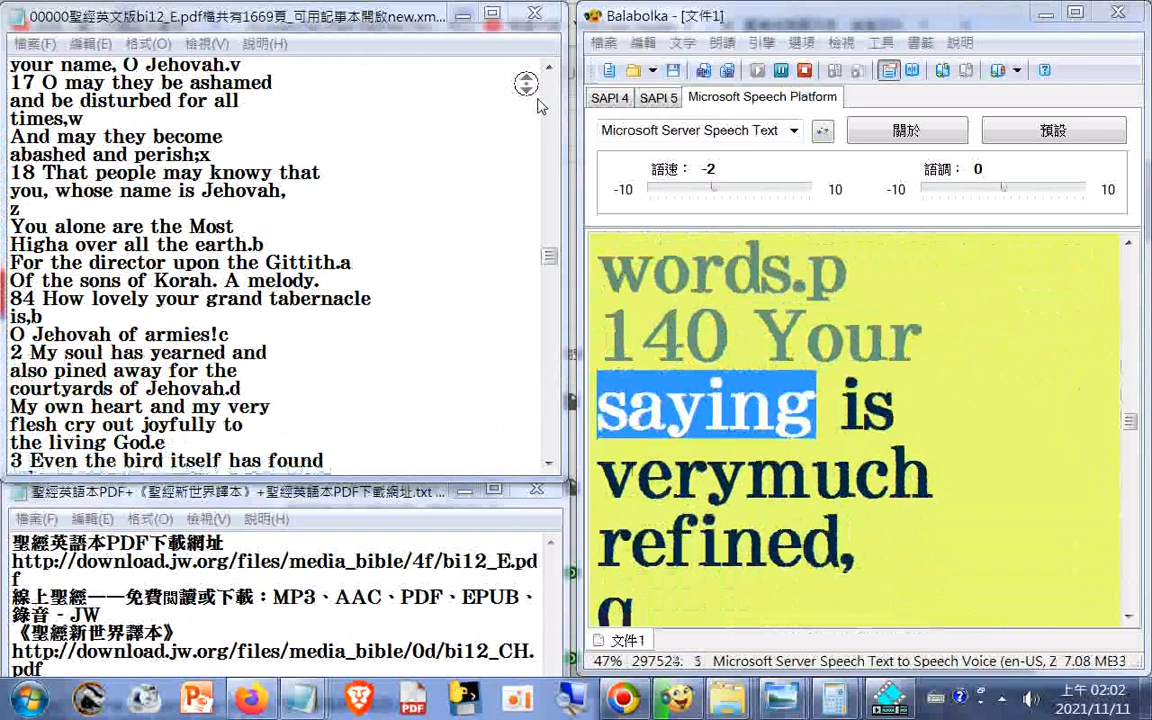 00000聖經英文版bi12_E.pdf檔共有1669頁_可用記事本開啟new.xm...
檔案(F) 編輯(E) 格式(O) 檢視(V) 說明(H)
your name, O Jehovah.v
17 O may they be ashamed
and be disturbed for all
times,w
And may they become
abashed and perish;x
18 That people may knowy that
you, whose name is Jehovah,
z
You alone are the Most
Higha over all the earth.b
For the director upon the Gittith.a
Of the sons of Korah. A melody.
84 How lovely your grand tabernacle
is,b
O Jehovah of armies!c
2 My soul has yearned and
also pined away for the
courtyards of Jehovah.d
My own heart and my very
flesh cry out joyfully to
the living God.e
3 Even the bird itself has found
聖經英語本PDF+《聖經新世界譯本》+聖經英語本PDF下載網址.txt ...
檔案(F) 編輯(E) 格式(O) 檢視(V) 說明(H)
聖經英語本PDF下載網址
http://download.jw.org/files/media_bible/4f/bi12_E.pd
f
線上聖經——免費閱讀或下載：MP3、AAC、PDF、EPUB、
錄音 - JW
《聖經新世界譯本》
http://download.jw.org/files/media_bible/0d/bi12_CH.
pdf
Balabolka - [文件1]
檔案 編輯 文字 朗讀 引擎 選項 檢視 工具 書籤 說明
SAPI 4 SAPI 5 Microsoft Speech Platform
Microsoft Server Speech Text 關於 預設
語速： -2 語調： 0
-10 10 -10 10
words.p
140 Your
saying is
verymuch
refined,
q
文件1
47% Microsoft Server Speech Text to Speech Voice (en-US, Z
上午 02:02
2021/11/11